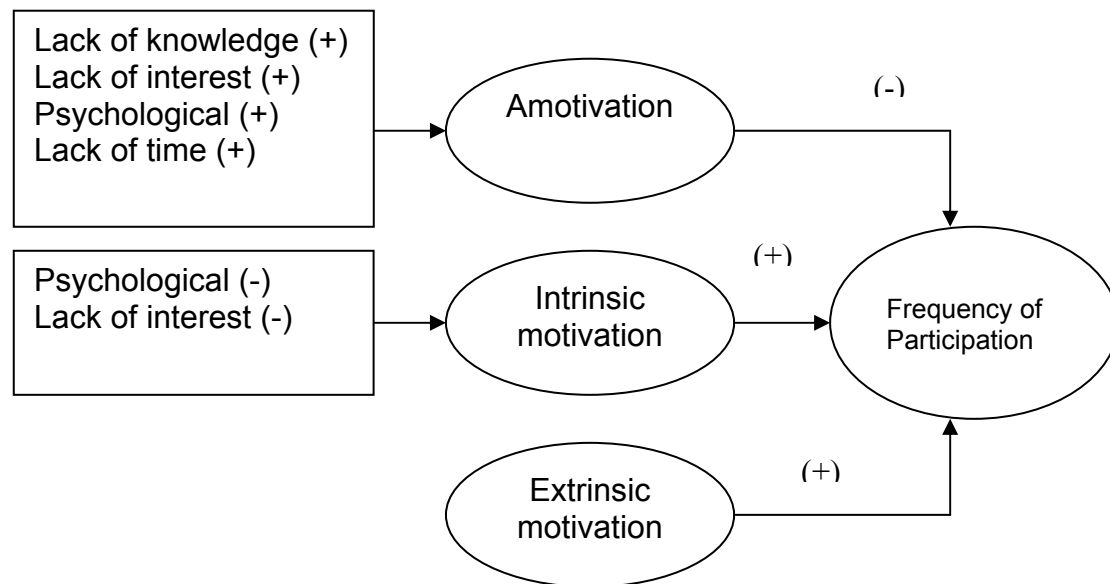 Lack of knowledge (+)
Lack of interest (+)
Psychological (+)
Lack of time (+)
Amotivation
(-)
Psychological (-)
Lack of interest (-)
Intrinsic
motivation
(+)
Frequency of
Participation
Extrinsic
motivation
(+)